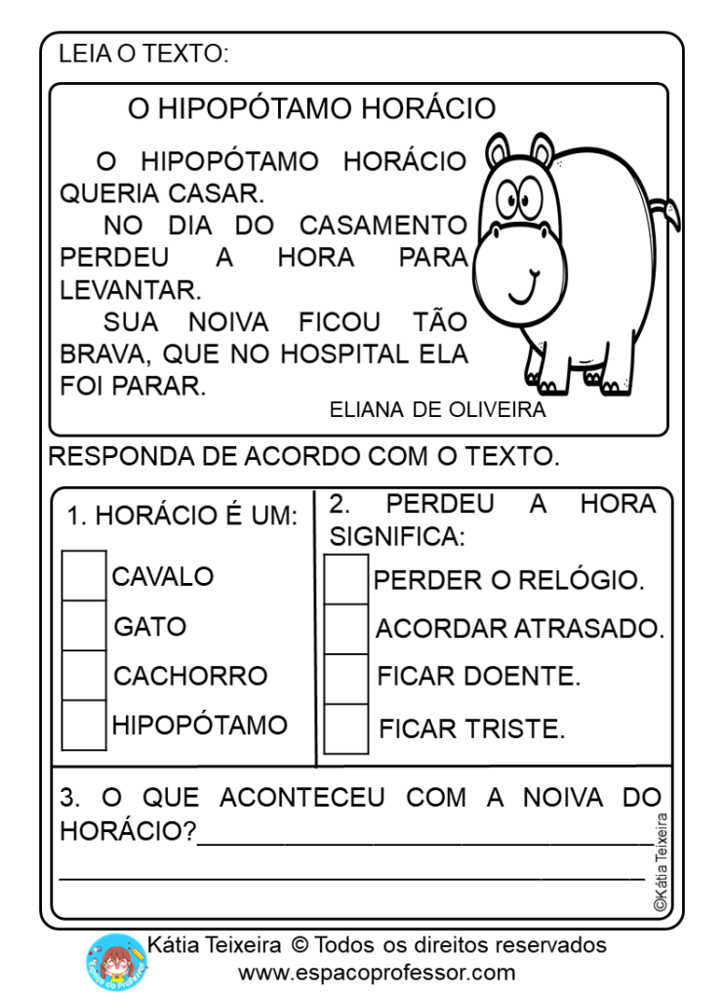 LEIA O TEXTO:
O HIPOPÓTAMO HORÁCIO
O HIPOPÓTAMO HORÁCIO
QUERIA CASAR.
NO DIA DO CASAMENTO
PERDEU A HORA PARA
LEVANTAR.
SUA NOIVA FICOU TÃO
BRAVA, QUE NO HOSPITAL ELA
FOI PARAR.
ELIANA DE OLIVEIRA
RESPONDA DE ACORDO COM O TEXTO.
1. HORÁCIO É UM:
CAVALO
GATO
CACHORRO
HIPOPÓTAMO
2. PERDEU A HORA
SIGNIFICA:
PERDER O RELÓGIO.
ACORDAR ATRASADO.
FICAR DOENTE.
FICAR TRISTE.
3. O QUE ACONTECEU COM A NOIVA DO
HORÁCIO?
©Kátia Teixeira
Espaço do Professor
Kátia Teixeira © Todos os direitos reservados
www.espacoprofessor.com